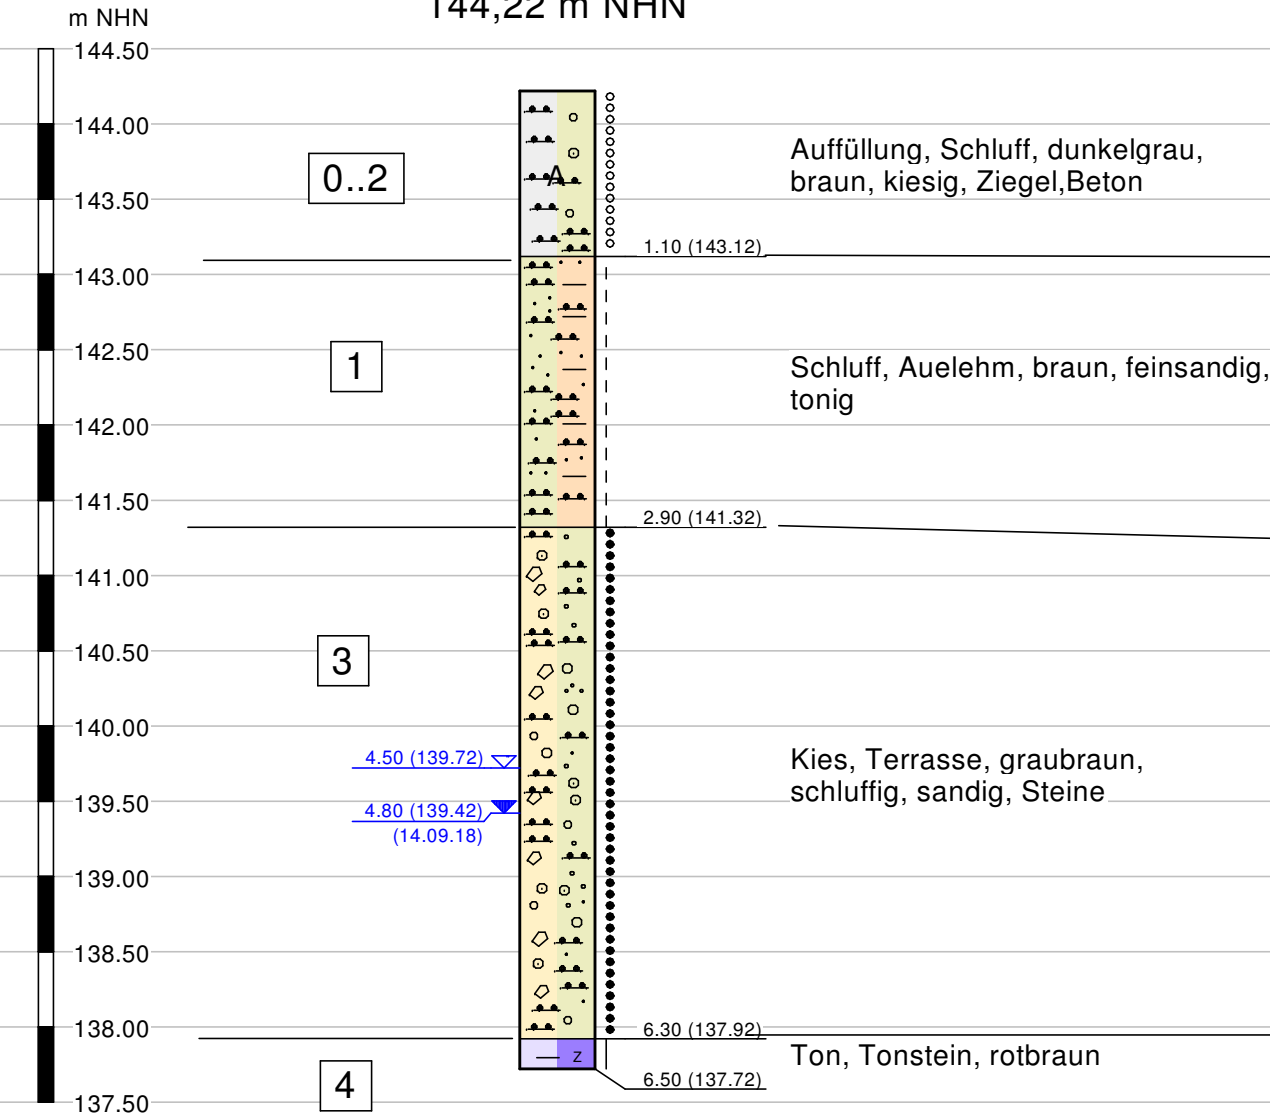 144,22 m NHN
m NHN
144.50
144.00
Auffüllung, Schluff, dunkelgrau,
braun, kiesig, Ziegel,Beton
0..2
A
143.50
1.10 (143.12)
143.00
142.50
1
Schluff, Auelehm, braun, feinsandig,
tonig
142.00
141.50
2.90 (141.32)
141.00
140.50
3
140.00
4.50 (139.72)
Kies, Terrasse, graubraun,
schluffig, sandig, Steine
139.50
4.80 (139.42)
(14.09.18)
139.00
138.50
138.00
6.30 (137.92)
Ton, Tonstein, rotbraun
z
4
6.50 (137.72)
137.50